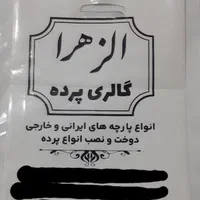 الزهرا
گالری پرده
انواع پارچه های ایرانی و خارجی
دوخت و نصب انواع پرده